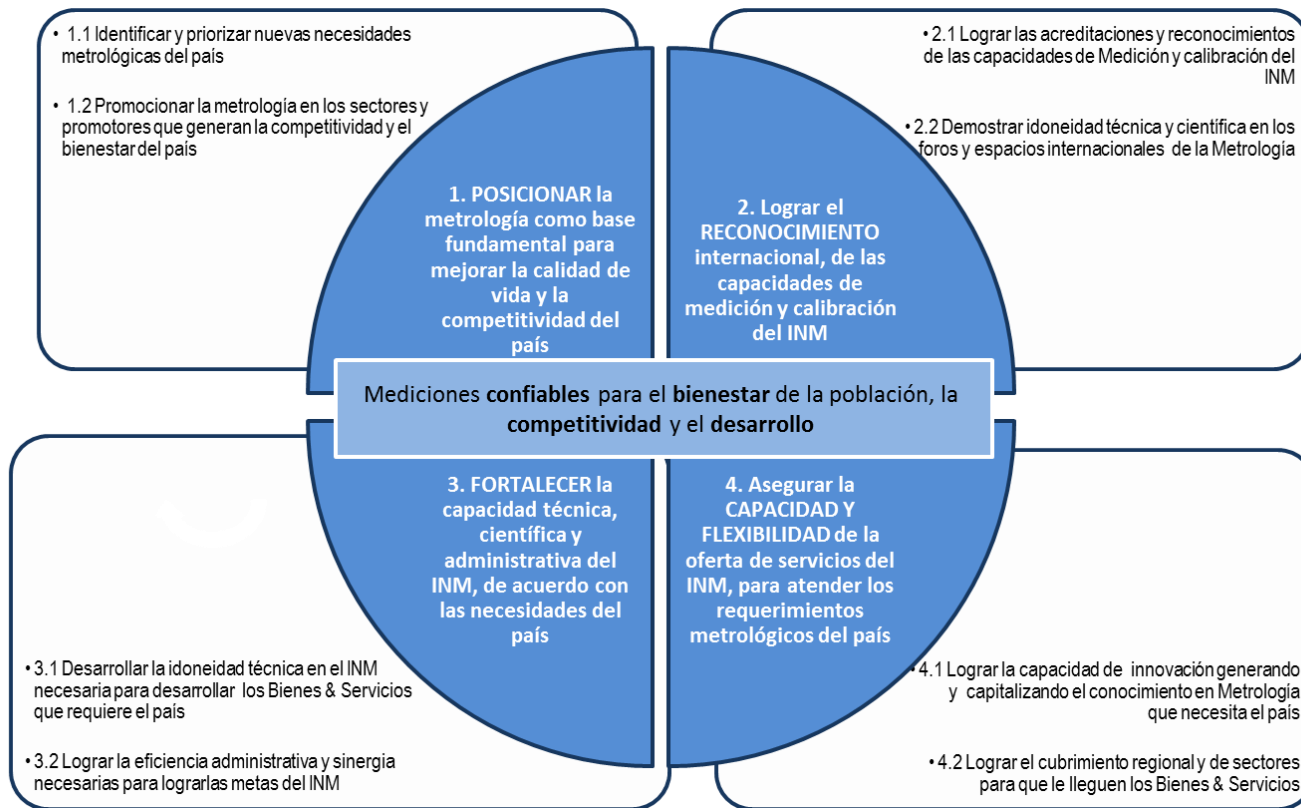 • 1.1 Identificar y priorizar nuevas necesidades
metrológicas del país
• 1.2 Promocionar la metrología en los sectores y
promotores que generan la competitividad y el
bienestar del país
• 2.1 Lograr las acreditaciones y reconocimientos
de las capacidades de Medición y calibración del
INM
• 2.2 Demostrar idoneidad técnica y científica en los
foros y espacios internacionales de la Metrología
1. POSICIONAR la
metrología como base
fundamental para
mejorar la calidad de
vida y la
competitividad del
país
2. Lograr el
RECONOCIMIENTO
internacional, de las
capacidades de
medición y calibración
del INM
Mediciones confiables para el bienestar de la población, la
competitividad y el desarrollo
3. FORTALECER la
capacidad técnica,
científica y
administrativa del
INM, de acuerdo con
las necesidades del
país
4. Asegurar la
CAPACIDAD Y
FLEXIBILIDAD de la
oferta de servicios del
INM, para atender los
requerimientos
metrológicos del país
• 3.1 Desarrollar la idoneidad técnica en el INM
necesaria para desarrollar los Bienes & Servicios
que requiere el país
• 3.2 Lograr la eficiencia administrativa y sinergia
necesarias para lograrlas metas del INM
• 4.1 Lograr la capacidad de innovación generando
y capitalizando el conocimiento en Metrología
que necesita el país
• 4.2 Lograr el cubrimiento regional y de sectores
para que le lleguen los Bienes & Servicios